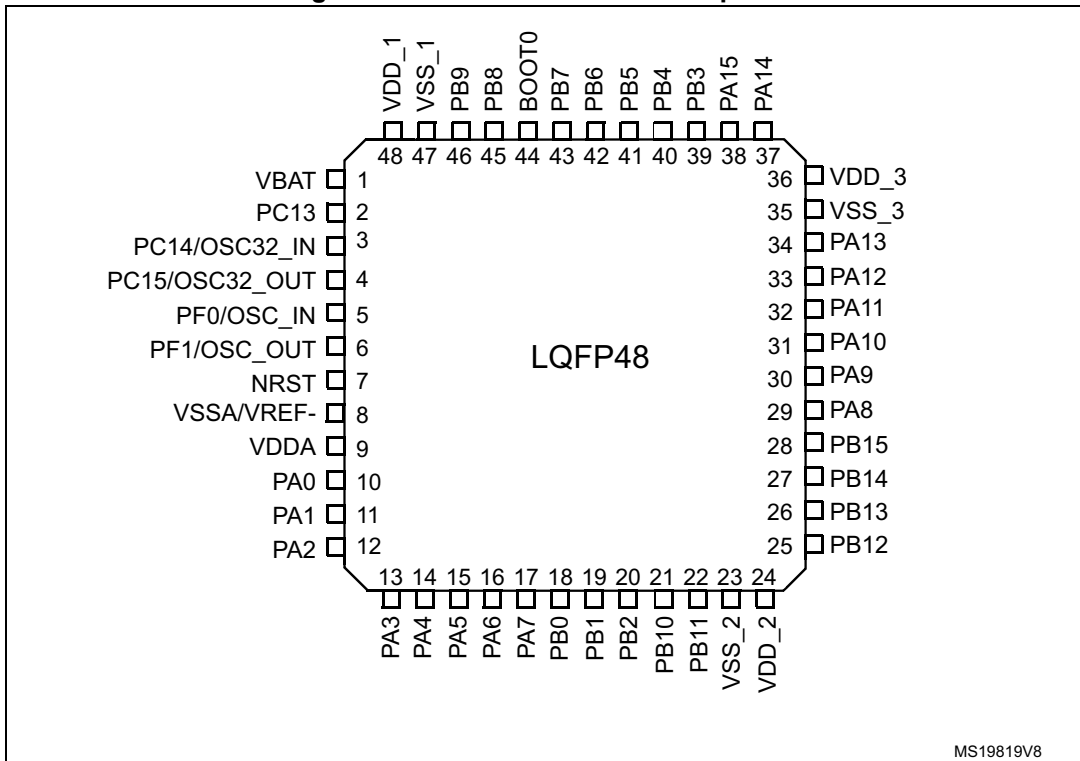 VDD_1
VSS_1
PB9
PB8
BOOT0
PB7
PB6
PB5
PB4
PB3
PA15
PA14
48 47 46 45 44 43 42 41 40 39 38 37
VBAT 1
PC13 2
PC14/OSC32_IN 3
PC15/OSC32_OUT 4
PF0/OSC_IN 5
PF1/OSC_OUT 6
NRST 7
VSSA/VREF- 8
VDDA 9
PA0 10
PA1 11
PA2 12
LQFP48
36 VDD_3
35 VSS_3
34 PA13
33 PA12
32 PA11
31 PA10
30 PA9
29 PA8
28 PB15
27 PB14
26 PB13
25 PB12
13 14 15 16 17 18 19 20 21 22 23 24
PA3
PA4
PA5
PA6
PA7
PB0
PB1
PB2
PB10
PB11
VSS_2
VDD_2
MS19819V8